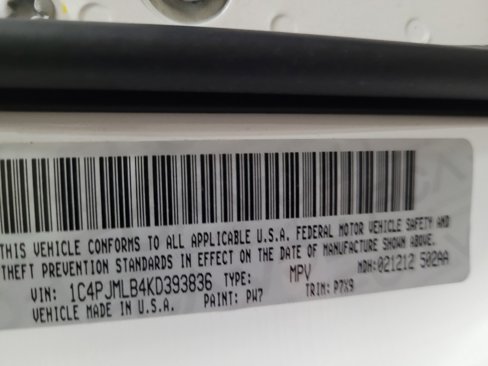 THIS VEHICLE CONFORMS TO ALL APPLICABLE U.S.A. FEDERAL MOTOR VEHICLE SAFETY AND
THEFT PREVENTION STANDARDS IN EFFECT ON THE DATE OF MANUFACTURE SHOWN ABOVE.
VIN: 1C4PJMLB4KD393836 TYPE: MPV MDH:021212 502AA
VEHICLE MADE IN U.S.A. PAINT: PW7 TRIM: P7X9